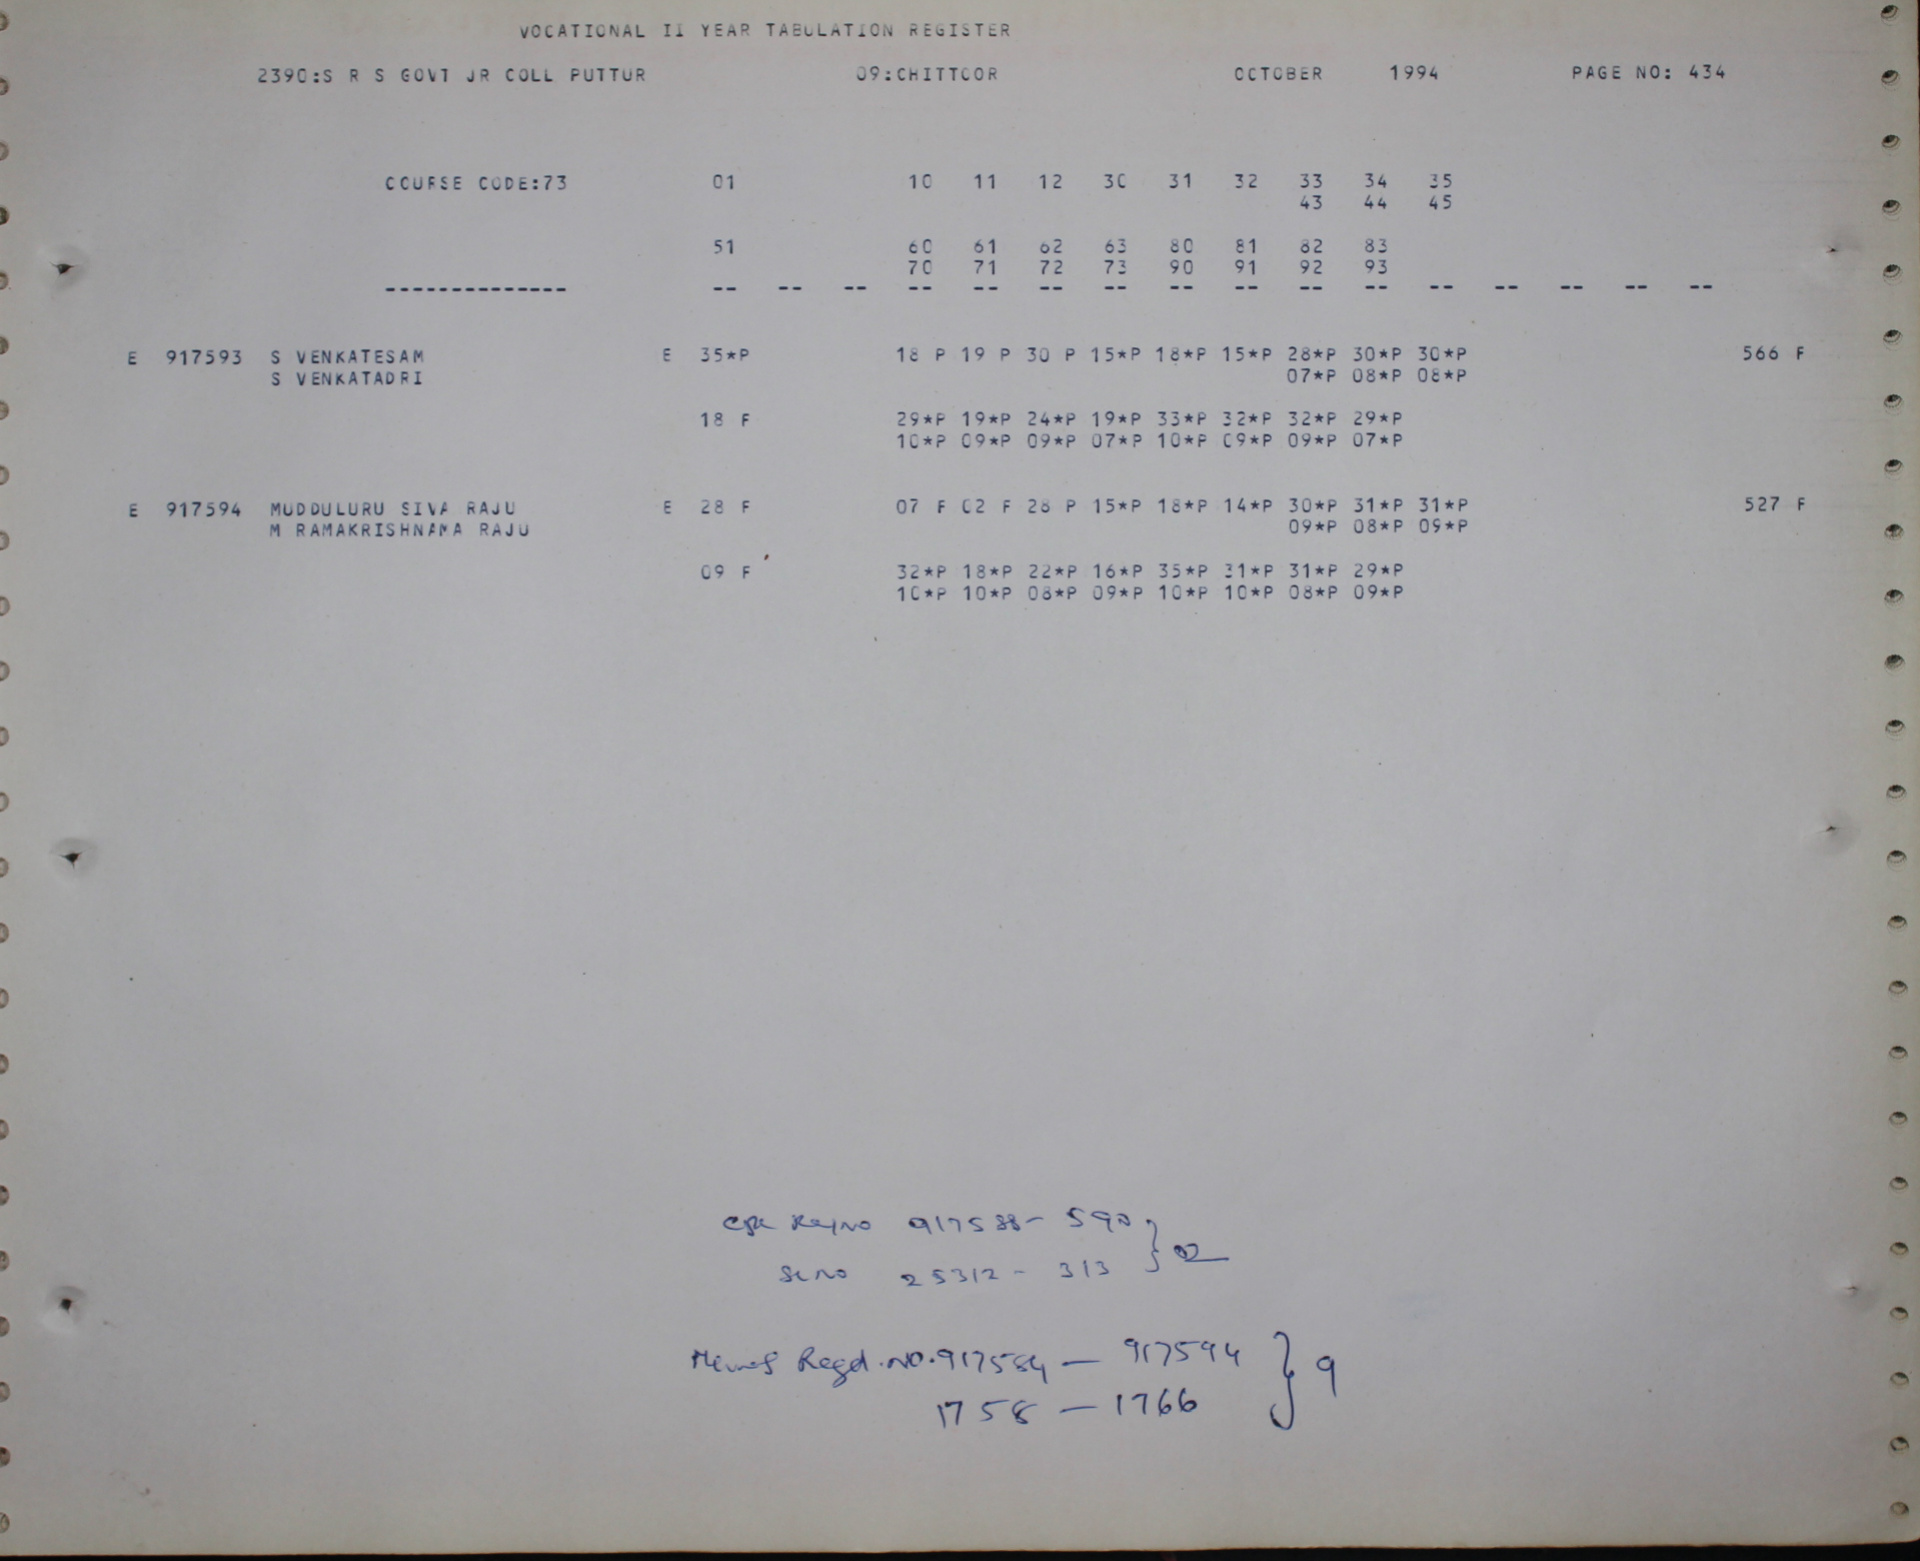 VOCATIONAL II YEAR TABULATION REGISTER
2390:S R S GOVT JR COLL PUTTUR 09:CHITTOOR OCTOBER 1994 PAGE NO: 434
COURSE CODE:73 01 10 11 12 30 31 32 33 34 35
43 44 45
51 60 61 62 63 80 81 82 83
70 71 72 73 90 91 92 93
-------------- -- -- -- -- -- -- -- -- -- -- -- -- -- -- -- --
E 917593 S VENKATESAM E 35*P 18 P 19 P 30 P 15*P 18*P 15*P 28*P 30*P 30*P 566 F
S VENKATADRI 07*P 08*P 08*P
18 F 29*P 19*P 24*P 19*P 33*P 32*P 32*P 29*P
10*P 09*P 09*P 07*P 10*P 09*P 09*P 07*P
E 917594 MUDDULURU SIVA RAJU E 28 F 07 F 02 F 28 P 15*P 18*P 14*P 30*P 31*P 31*P 527 F
M RAMAKRISHNAMA RAJU 09*P 08*P 09*P
09 F 32*P 18*P 22*P 16*P 35*P 31*P 31*P 29*P
10*P 10*P 08*P 09*P 10*P 10*P 08*P 09*P
917588 - 590 } 02
Sl no 25312 - 313
Regd.No. 917584 — 917594 } 9
1758 — 1766